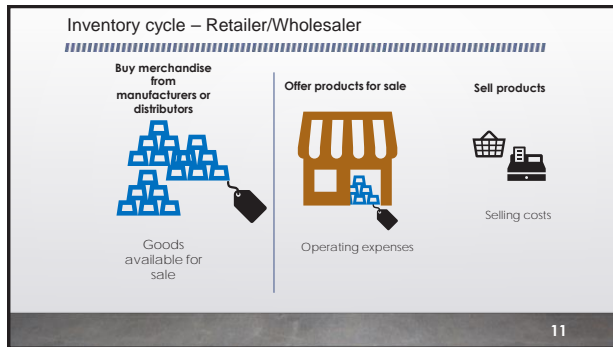 Inventory cycle – Retailer/Wholesaler
Buy merchandise
from
manufacturers or
distributors
Goods
available for
sale
Offer products for sale
Operating expenses
Sell products
Selling costs
11